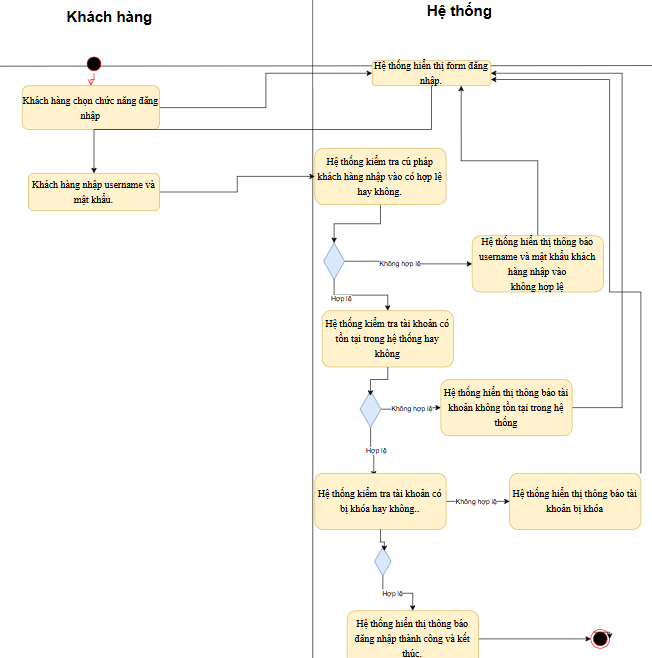 Khách hàng
Hệ thống
Hệ thống hiển thị form đăng
nhập.
Khách hàng chọn chức năng đăng
nhập
Khách hàng nhập username và
mật khẩu.
Hệ thống kiểm tra cú pháp
khách hàng nhập vào có hợp lệ
hay không.
Không hợp lệ
Hệ thống hiển thị thông báo
username và mật khẩu khách
hàng nhập vào
không hợp lệ
Hợp lệ
Hệ thống kiểm tra tài khoản có
tồn tại trong hệ thống hay
không
Không hợp lệ
Hệ thống hiển thị thông báo tài
khoản không tồn tại trong hệ
thống
Hợp lệ
Hệ thống kiểm tra tài khoản có
bị khóa hay không..
Không hợp lệ
Hệ thống hiển thị thông báo tài
khoản bị khóa
Hợp lệ
Hệ thống hiển thị thông báo
đăng nhập thành công và kết
thúc.